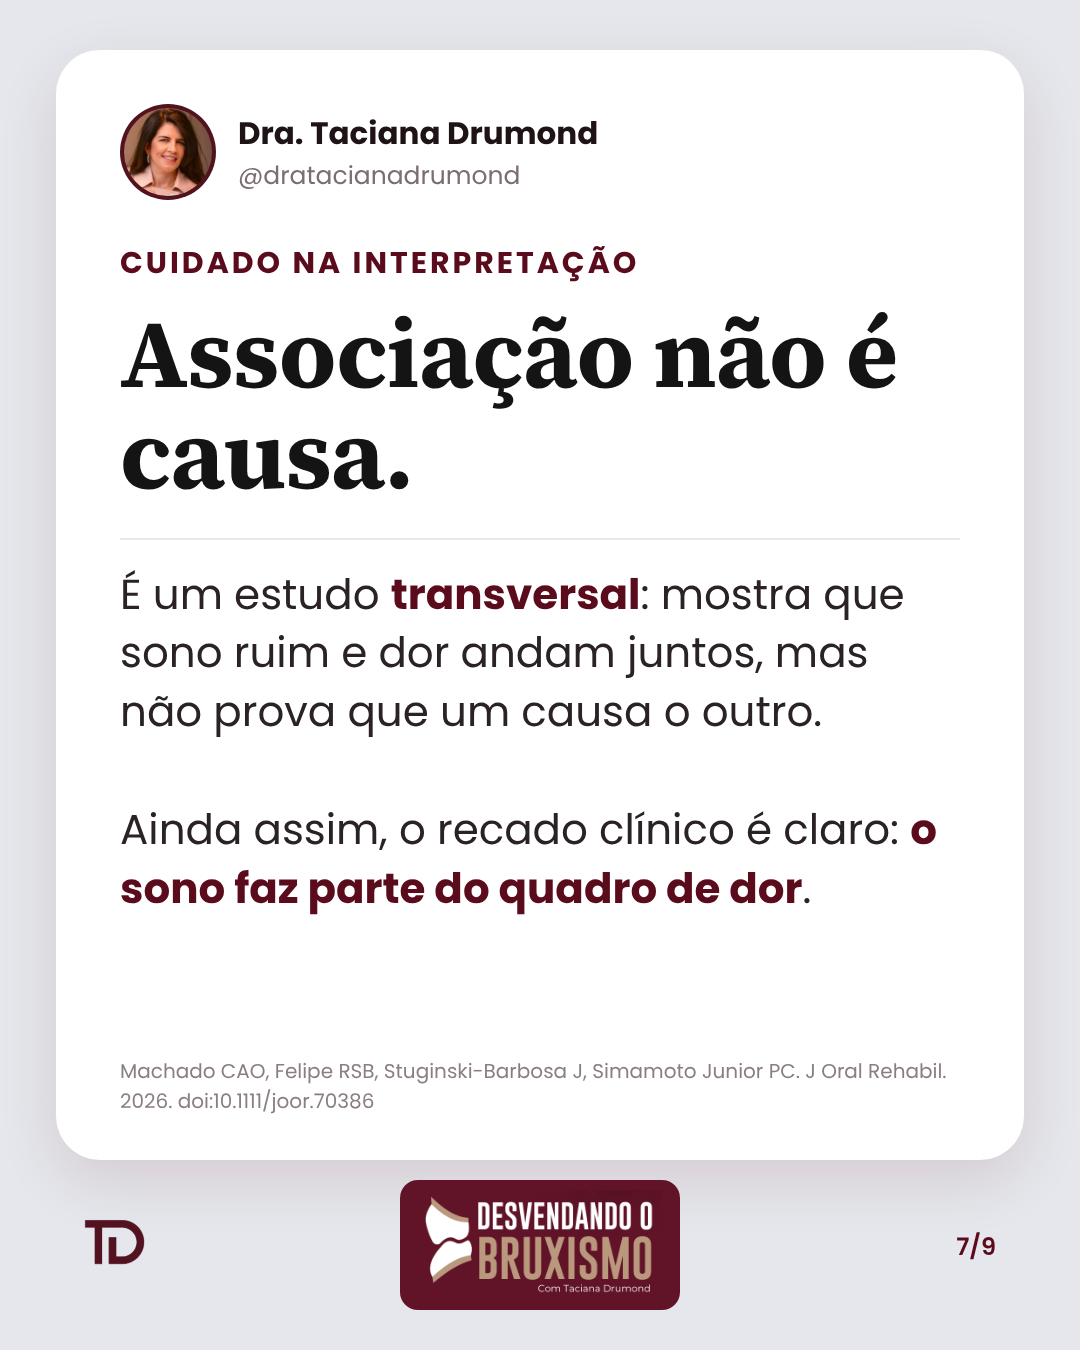 Dra. Taciana Drumond
@dratacianadrumond
CUIDADO NA INTERPRETAÇÃO
Associação não é
causa.
É um estudo transversal: mostra que
sono ruim e dor andam juntos, mas
não prova que um causa o outro.
Ainda assim, o recado clínico é claro: o
sono faz parte do quadro de dor.
Machado CAO, Felipe RSB, Stuginski-Barbosa J, Simamoto Junior PC. J Oral Rehabil.
2026. doi:10.1111/joor.70386
TD
DESVENDANDO O
BRUXISMO
Com Taciana Drumond
7/9